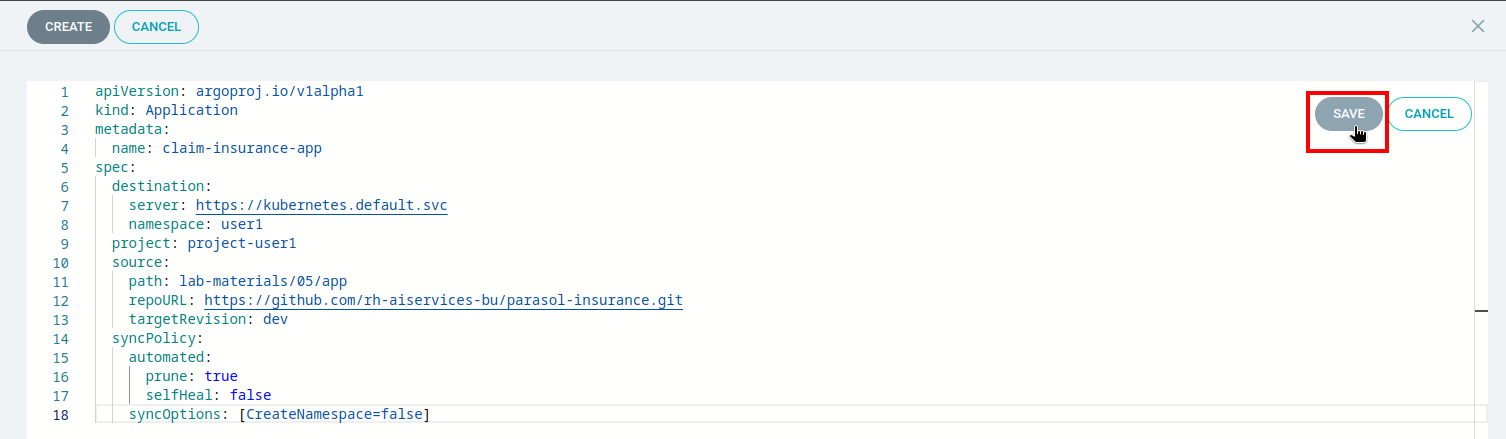 CREATE CANCEL
SAVE CANCEL
1 apiVersion: argoproj.io/v1alpha1
2 kind: Application
3 metadata:
4   name: claim-insurance-app
5 spec:
6   destination:
7     server: https://kubernetes.default.svc
8     namespace: user1
9   project: project-user1
10   source:
11     path: lab-materials/05/app
12     repoURL: https://github.com/rh-aiservices-bu/parasol-insurance.git
13     targetRevision: dev
14   syncPolicy:
15     automated:
16       prune: true
17       selfHeal: false
18     syncOptions: [CreateNamespace=false]